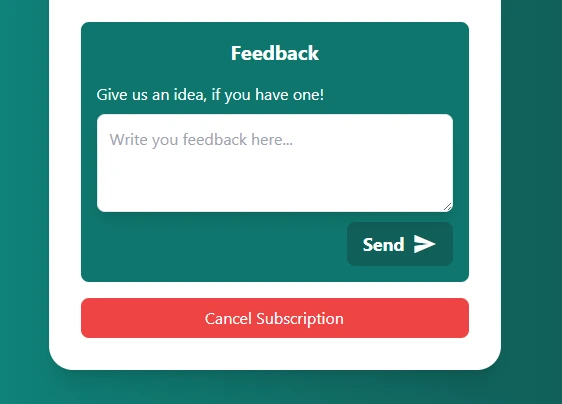 Feedback
Give us an idea, if you have one!
Write you feedback here...
Send
Cancel Subscription